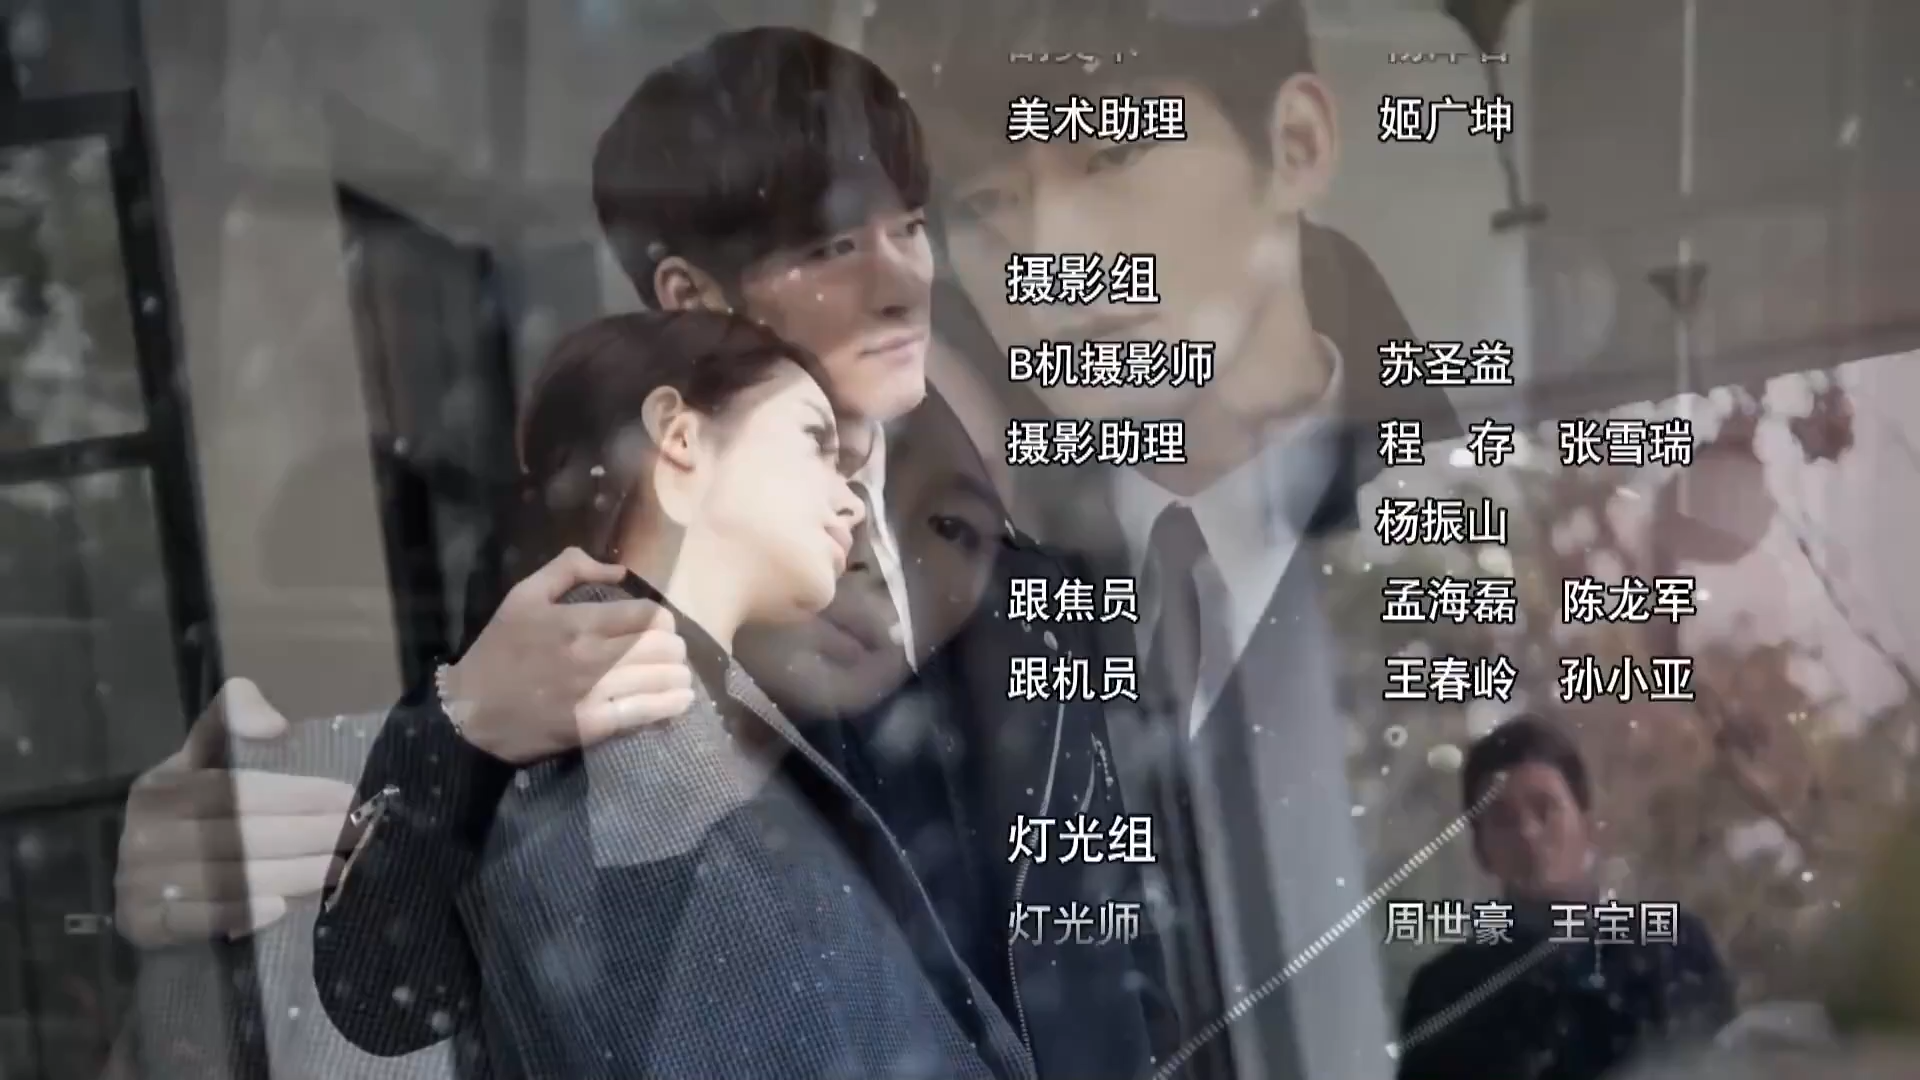 美术助理 姬广坤
摄影组
B机摄影师 苏圣益
摄影助理 程 存 张雪瑞
杨振山
跟焦员 孟海磊 陈龙军
跟机员 王春岭 孙小亚
灯光组
灯光师 周世豪 王宝国